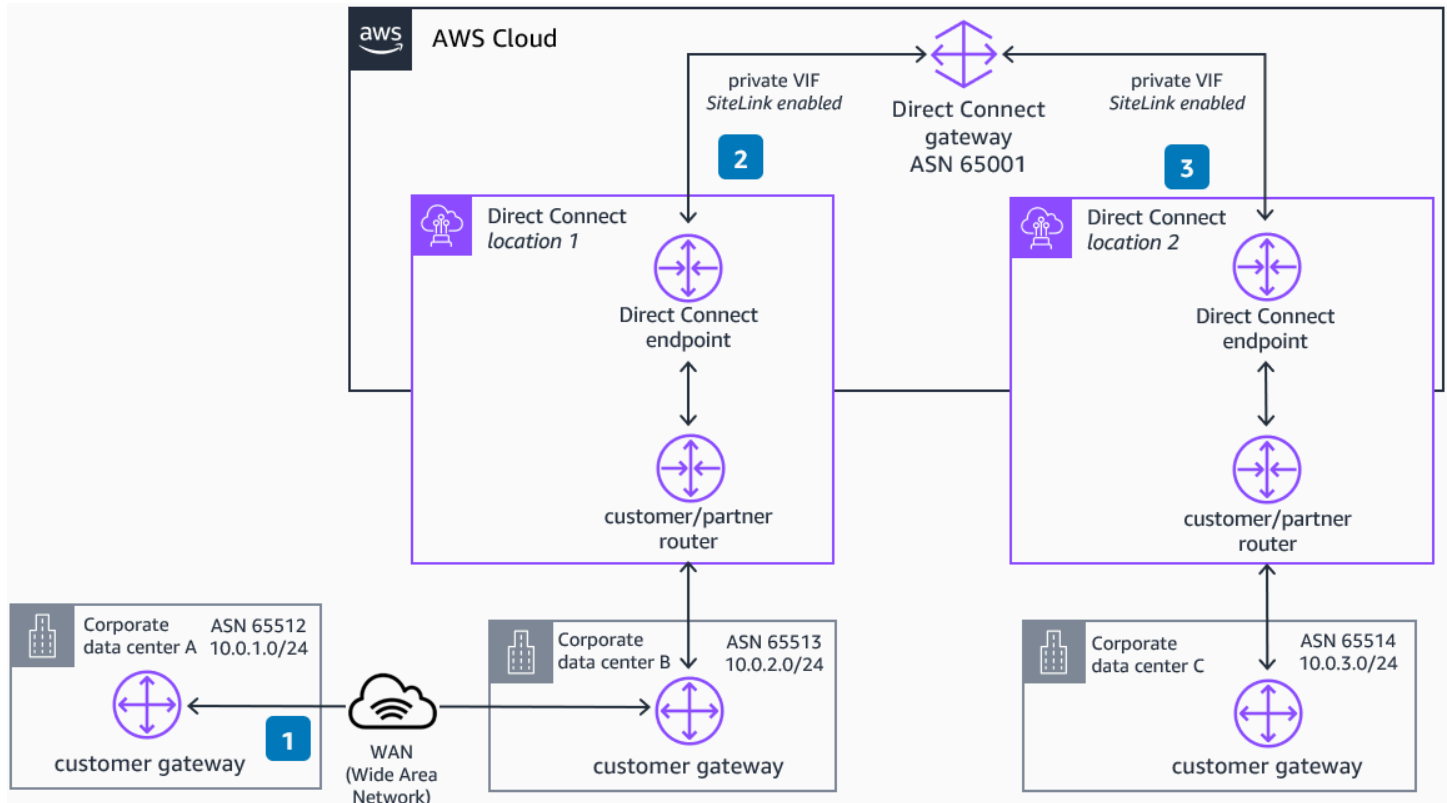 aws
AWS Cloud
private VIF
SiteLink enabled
Direct Connect
gateway
ASN 65001
private VIF
SiteLink enabled
2
3
Direct Connect
location 1
Direct Connect
endpoint
customer/partner
router
Direct Connect
location 2
Direct Connect
endpoint
customer/partner
router
Corporate
data center A
ASN 65512
10.0.1.0/24
1
customer gateway
WAN
(Wide Area
Network)
Corporate
data center B
ASN 65513
10.0.2.0/24
customer gateway
Corporate
data center C
ASN 65514
10.0.3.0/24
customer gateway